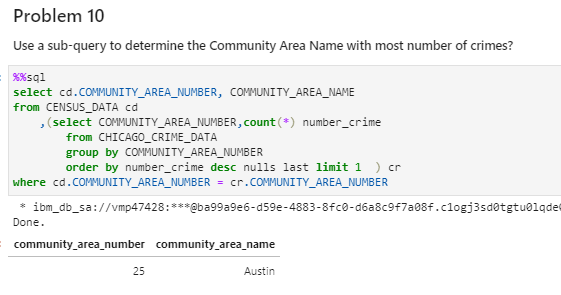 Problem 10
Use a sub-query to determine the Community Area Name with most number of crimes?
%%sql
select cd.COMMUNITY_AREA_NUMBER, COMMUNITY_AREA_NAME
from CENSUS_DATA cd
,(select COMMUNITY_AREA_NUMBER,count(*) number_crime
from CHICAGO_CRIME_DATA
group by COMMUNITY_AREA_NUMBER
order by number_crime desc nulls last limit 1 ) cr
where cd.COMMUNITY_AREA_NUMBER = cr.COMMUNITY_AREA_NUMBER
* ibm_db_sa://vmp47428:***@ba99a9e6-d59e-4883-8fc0-d6a8c9f7a08f.c1ogj3sd0tgtu0lqde
Done.
community_area_number community_area_name
25 Austin